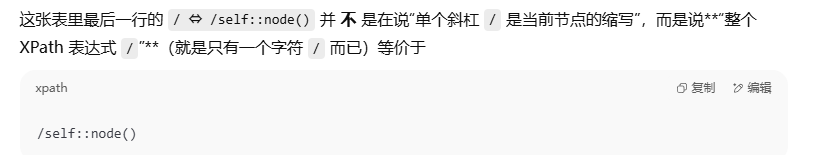 这张表里最后一行的 / ⇔ /self::node() 并 不 是在说“单个斜杠 / 是当前节点的缩写”，而是说**“整个
XPath 表达式 /”**（就是只有一个字符 / 而已）等价于
xpath 复制 编辑
/self::node()